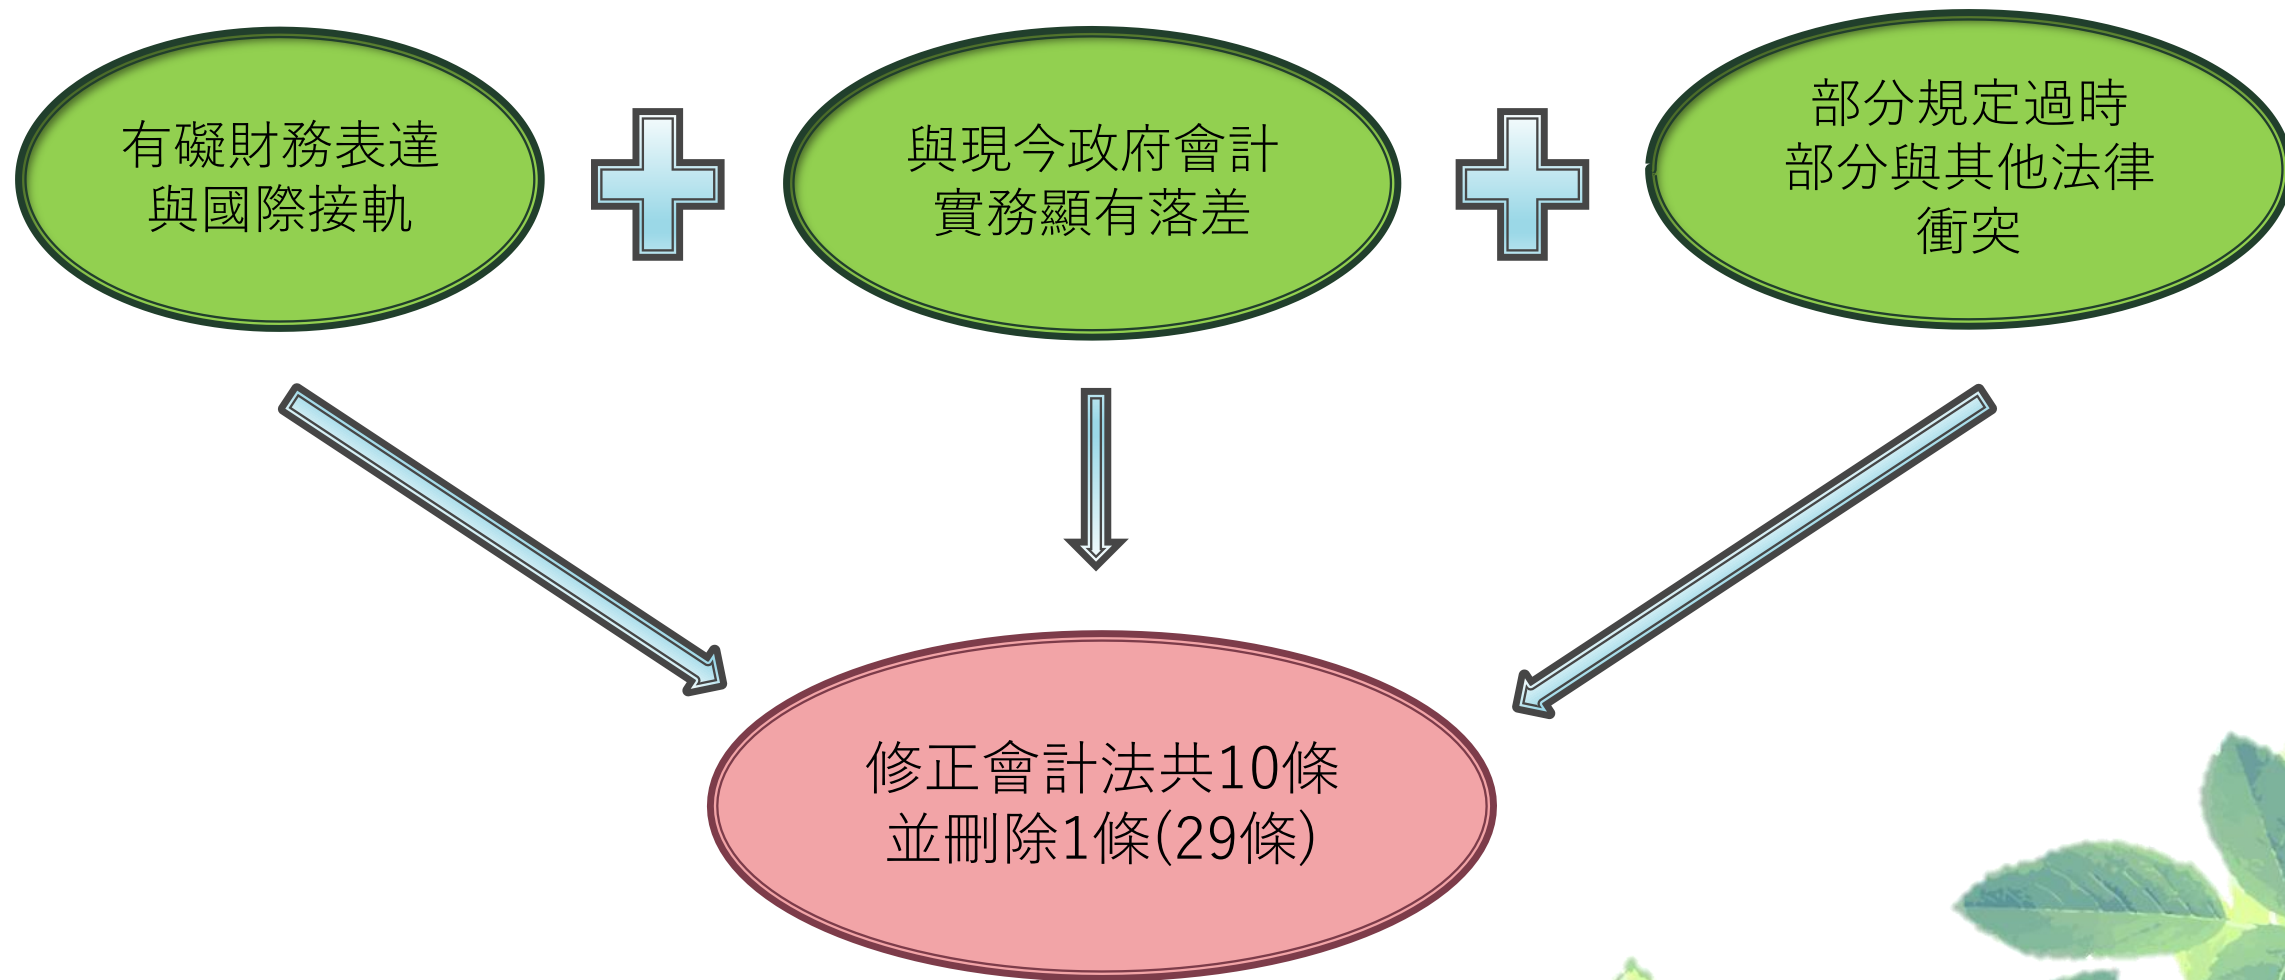 有礙財務表達
與國際接軌
與現今政府會計
實務顯有落差
部分規定過時
部分與其他法律
衝突
修正會計法共10條
並刪除1條(29條)